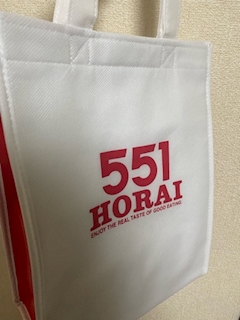 551
HORAI
ENJOY THE REAL TASTE OF GOOD EATING.